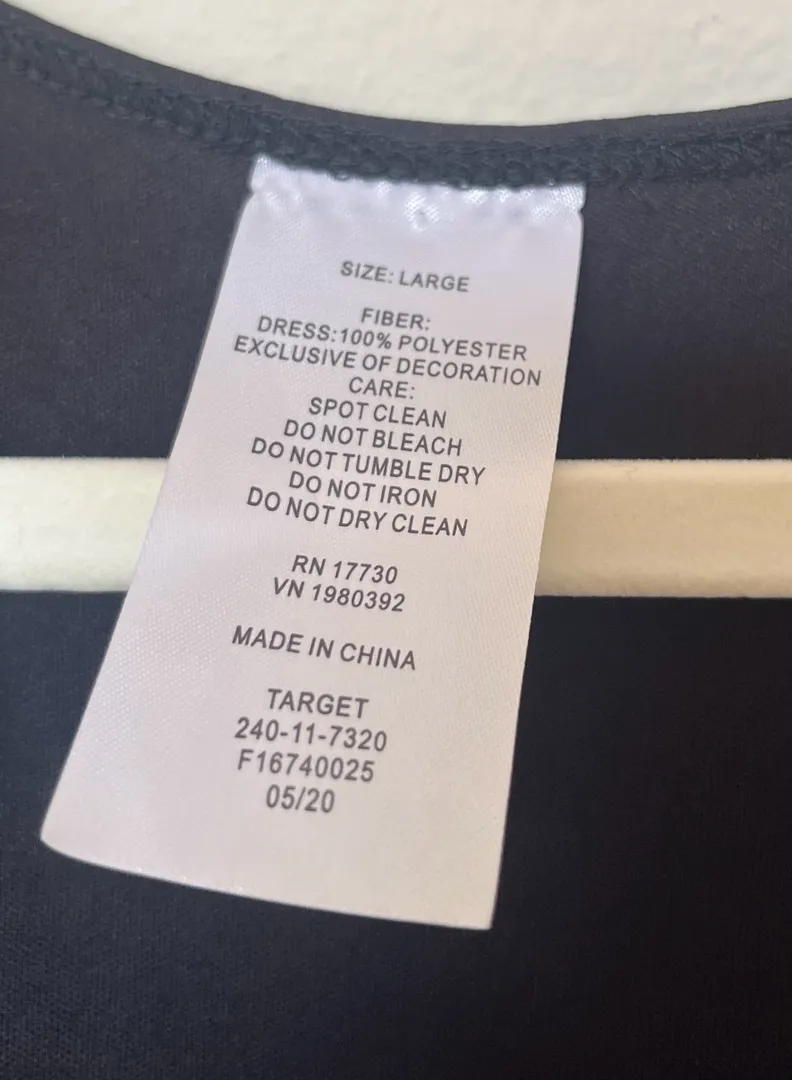 SIZE: LARGE
FIBER:
DRESS:100% POLYESTER
EXCLUSIVE OF DECORATION
CARE:
SPOT CLEAN
DO NOT BLEACH
DO NOT TUMBLE DRY
DO NOT IRON
DO NOT DRY CLEAN
RN 17730
VN 1980392
MADE IN CHINA
TARGET
240-11-7320
F16740025
05/20